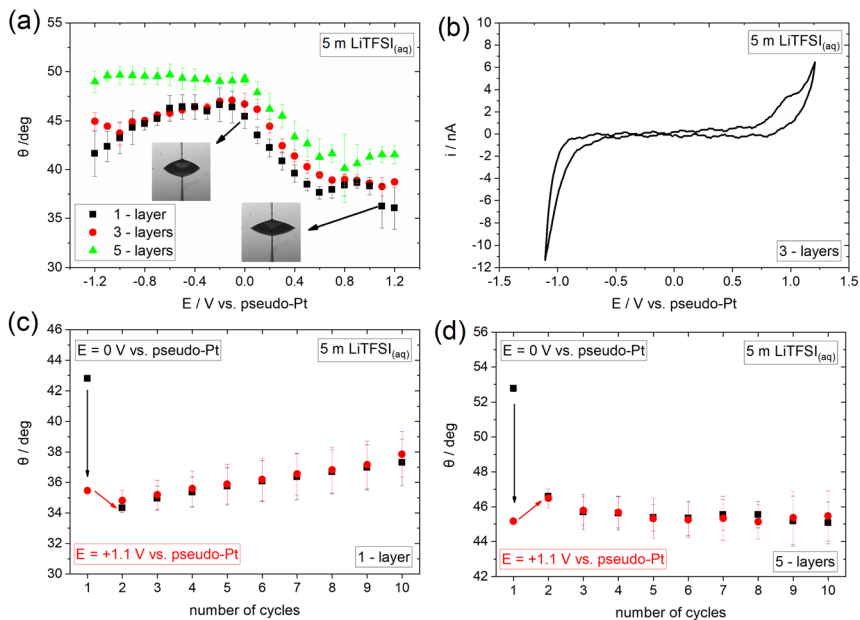 (a)
50
45
40
35
30
θ /deg
5 m LiTFSI(aq)
1 - layer
3 - layers
5 - layers
-1.2 -0.8 -0.4 0.0 0.4 0.8 1.2
E / V vs. pseudo-Pt
(b)
10
8
6
4
2
0
-2
-4
-6
-8
-10
-12
i / nA
5 m LiTFSI(aq)
3 - layers
-1.5 -1.0 -0.5 0.0 0.5 1.0 1.5
E / V vs. pseudo-Pt
(c)
46
44
42
40
38
36
34
32
30
θ / deg
E = 0 V vs. pseudo-Pt
5 m LiTFSI(aq)
E = +1.1 V vs. pseudo-Pt
1 - layer
1 2 3 4 5 6 7 8 9 10
number of cycles
(d)
56
54
52
50
48
46
44
42
θ / deg
E = 0 V vs. pseudo-Pt
5 m LiTFSI(aq)
E = +1.1 V vs. pseudo-Pt
5 - layers
1 2 3 4 5 6 7 8 9 10
number of cycles